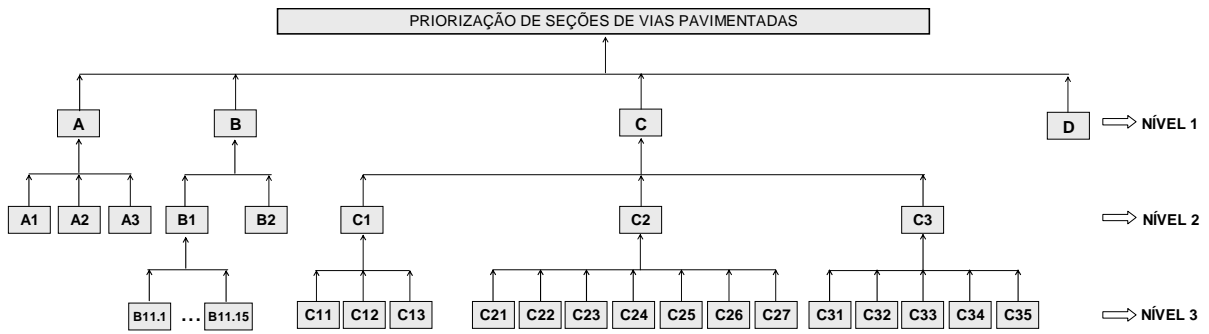 PRIORIZAÇÃO DE SEÇÕES DE VIAS PAVIMENTADAS
A B C D NÍVEL 1
A1 A2 A3 B1 B2 C1 C2 C3 NÍVEL 2
B11.1 ... B11.15 C11 C12 C13 C21 C22 C23 C24 C25 C26 C27 C31 C32 C33 C34 C35 NÍVEL 3